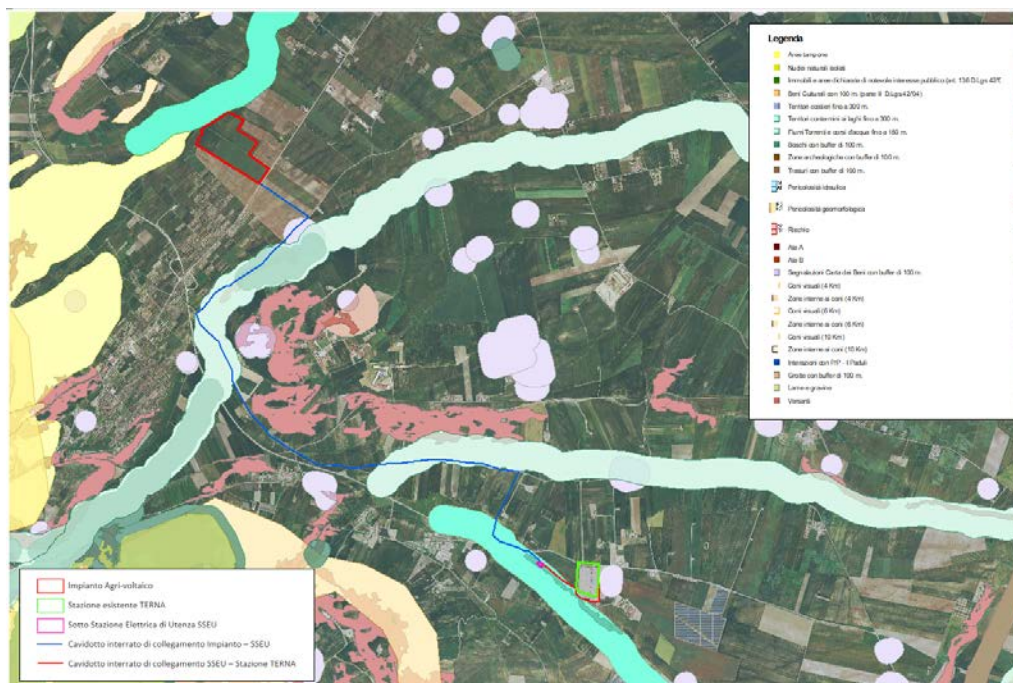 Legenda
Aree tampone
Nuclei naturali isolati
Immobili e aree dichiarate di notevole interesse pubblico (art. 136 D.Lgs
Beni Culturali con 100 m. (parte II D.Lgs.42/04)
Territori costieri fino a 300 m.
Territori contermini ai laghi fino a 300 m.
Fiumi Torrenti e corsi d'acqua fino a 150 m.
Boschi con buffer di 100 m.
Zone archeologiche con buffer di 100 m.
Tratturi con buffer di 100 m.
Pericolosità idraulica
Pericolosità geomorfologica
Rischio
Ate A
Ate B
Segnalazioni Carta dei Beni con buffer di 100 m.
Coni visuali (4 Km)
Zone interne ai coni (4 Km)
Coni visuali (6 Km)
Zone interne ai coni (6 Km)
Coni visuali (10 Km)
Zone interne ai coni (10 Km)
Interazioni con P/P - I Paduli
Grotte con buffer di 100 m.
Lame e gravine
Versanti
Impianto Agri-voltaico
Stazione esistente TERNA
Sotto Stazione Elettrica di Utenza SSEU
Cavidotto interrato di collegamento Impianto – SSEU
Cavidotto interrato di collegamento SSEU – Stazione TERNA